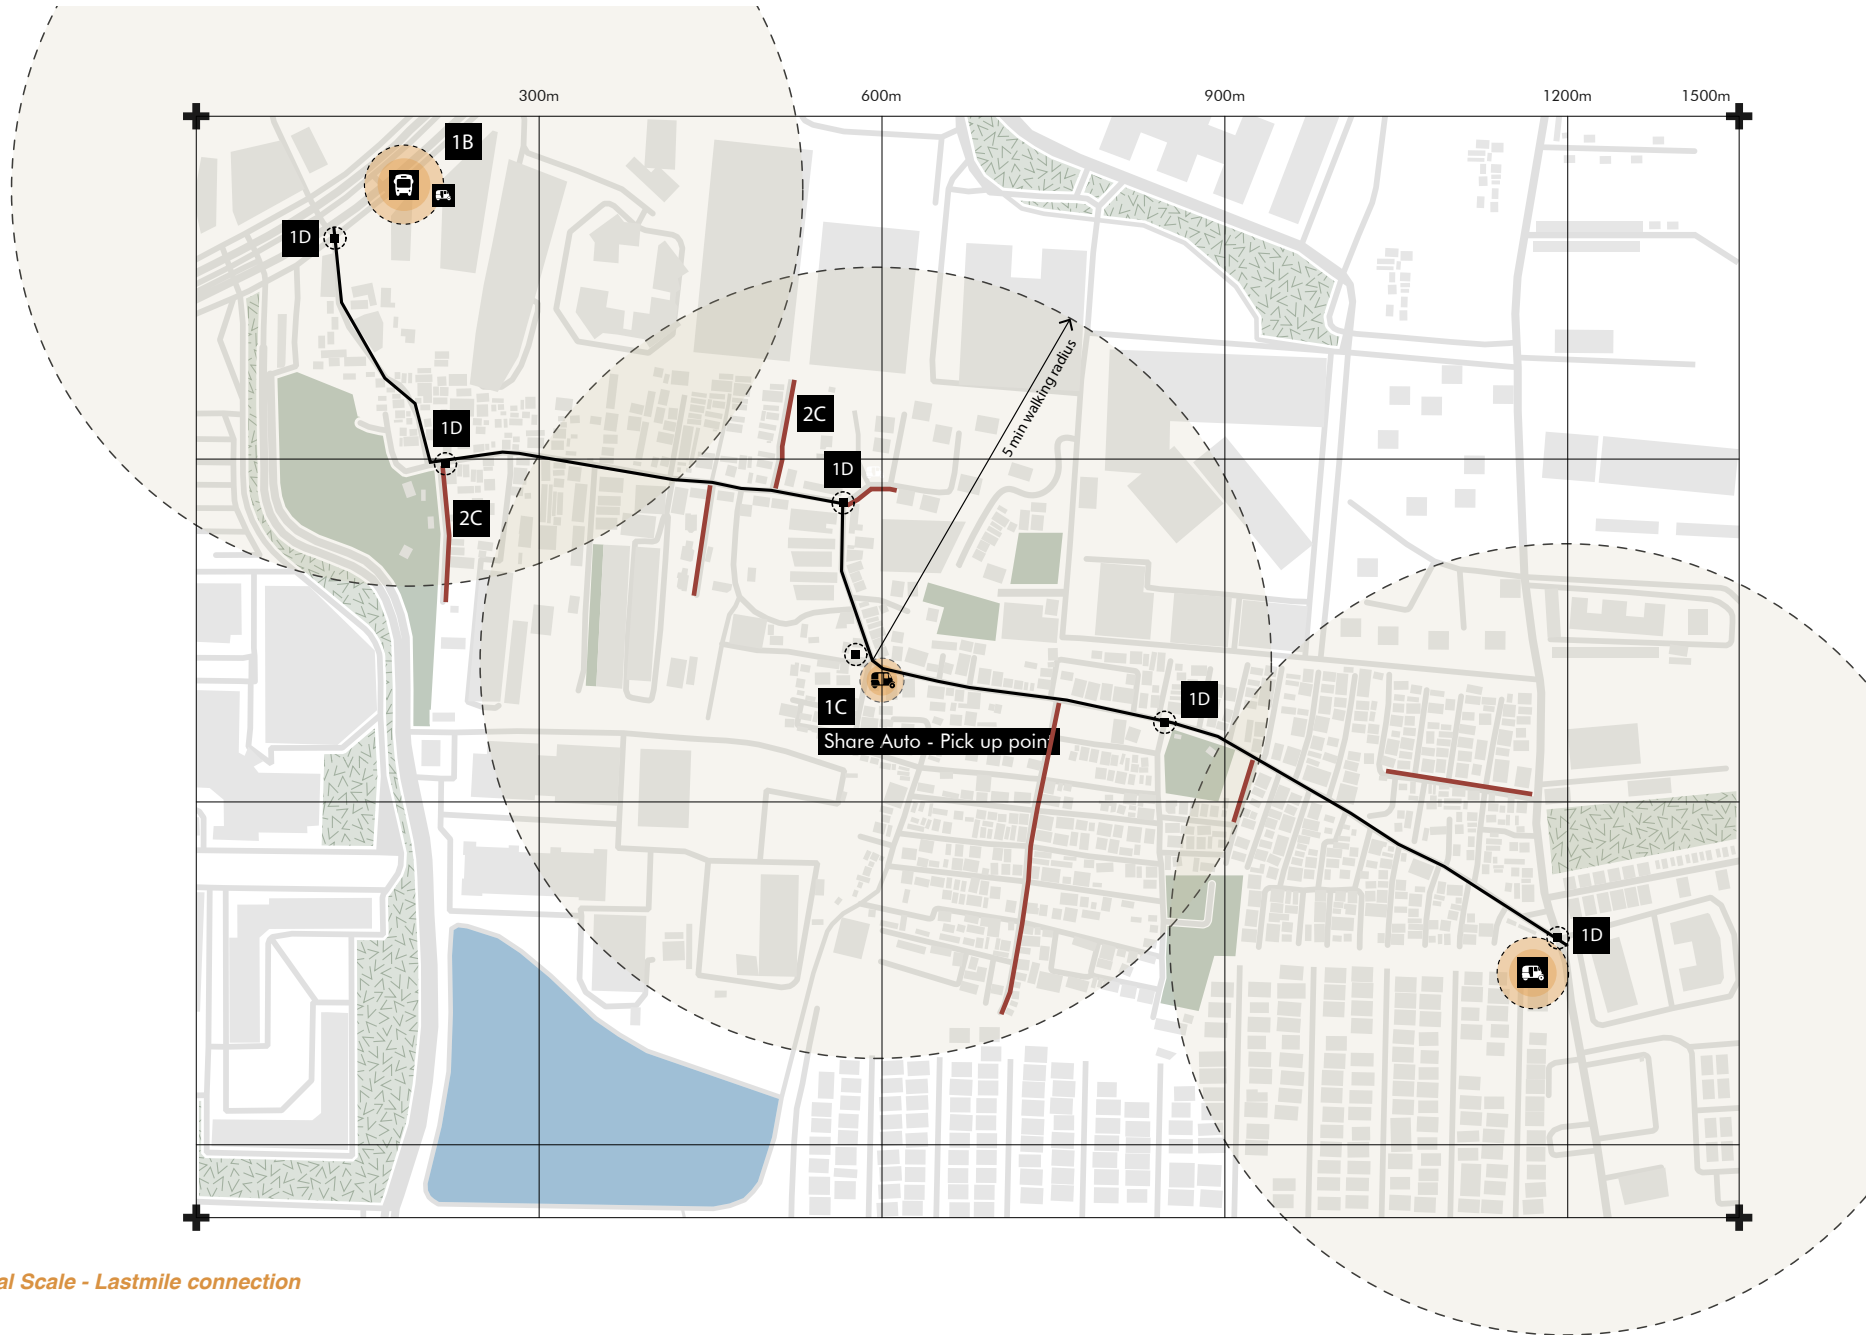 300m
600m
900m
1200m
1500m
1B
1D
1D
2C
1D
2C
5 min walking radius
1D
1C
Share Auto - Pick up point
1D
al Scale - Lastmile connection